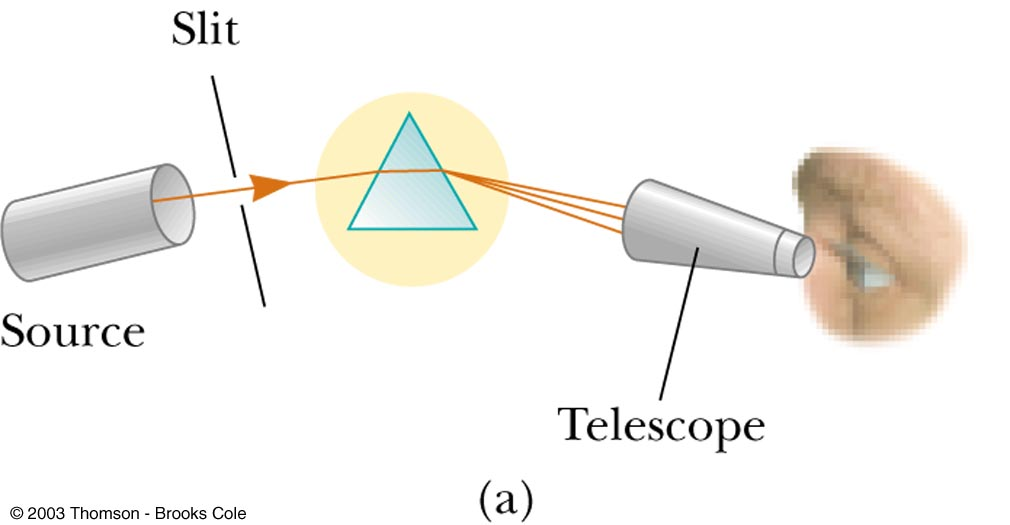 Slit
Source
Telescope
(a)
© 2003 Thomson - Brooks Cole